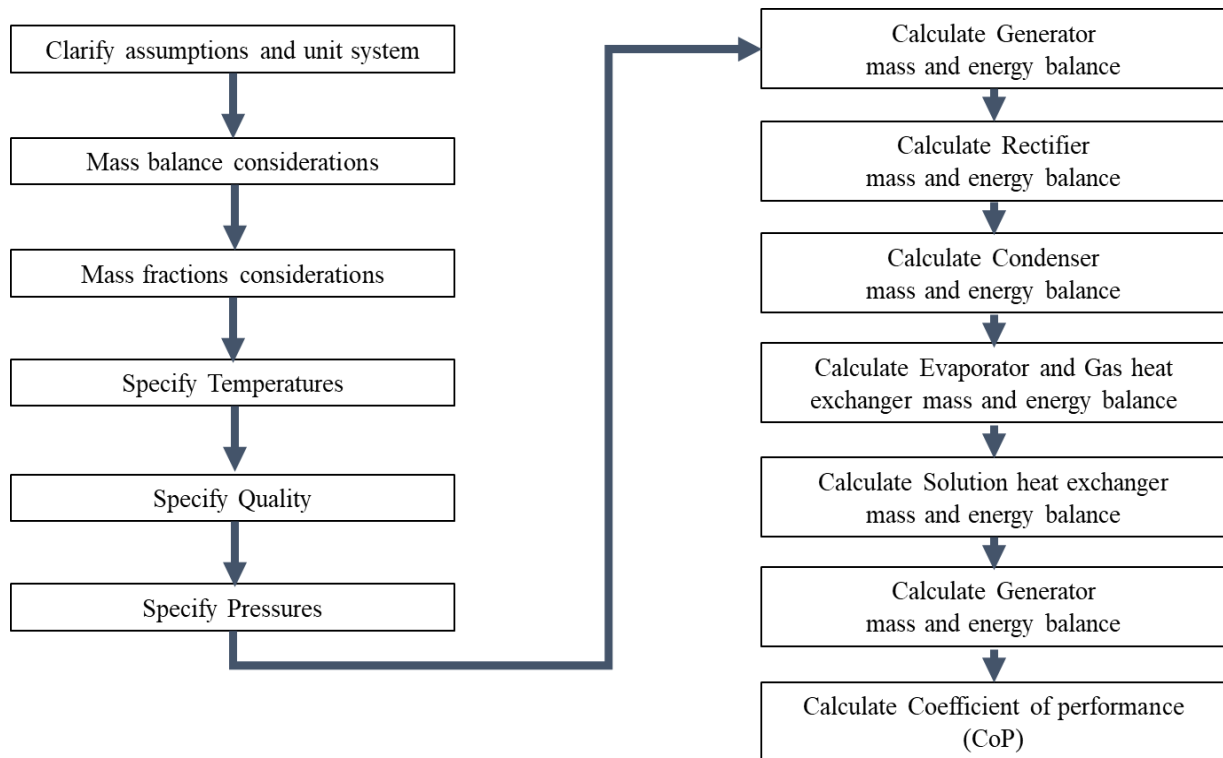 Clarify assumptions and unit system
Mass balance considerations
Mass fractions considerations
Specify Temperatures
Specify Quality
Specify Pressures
Calculate Generator
mass and energy balance
Calculate Rectifier
mass and energy balance
Calculate Condenser
mass and energy balance
Calculate Evaporator and Gas heat
exchanger mass and energy balance
Calculate Solution heat exchanger
mass and energy balance
Calculate Generator
mass and energy balance
Calculate Coefficient of performance
(CoP)